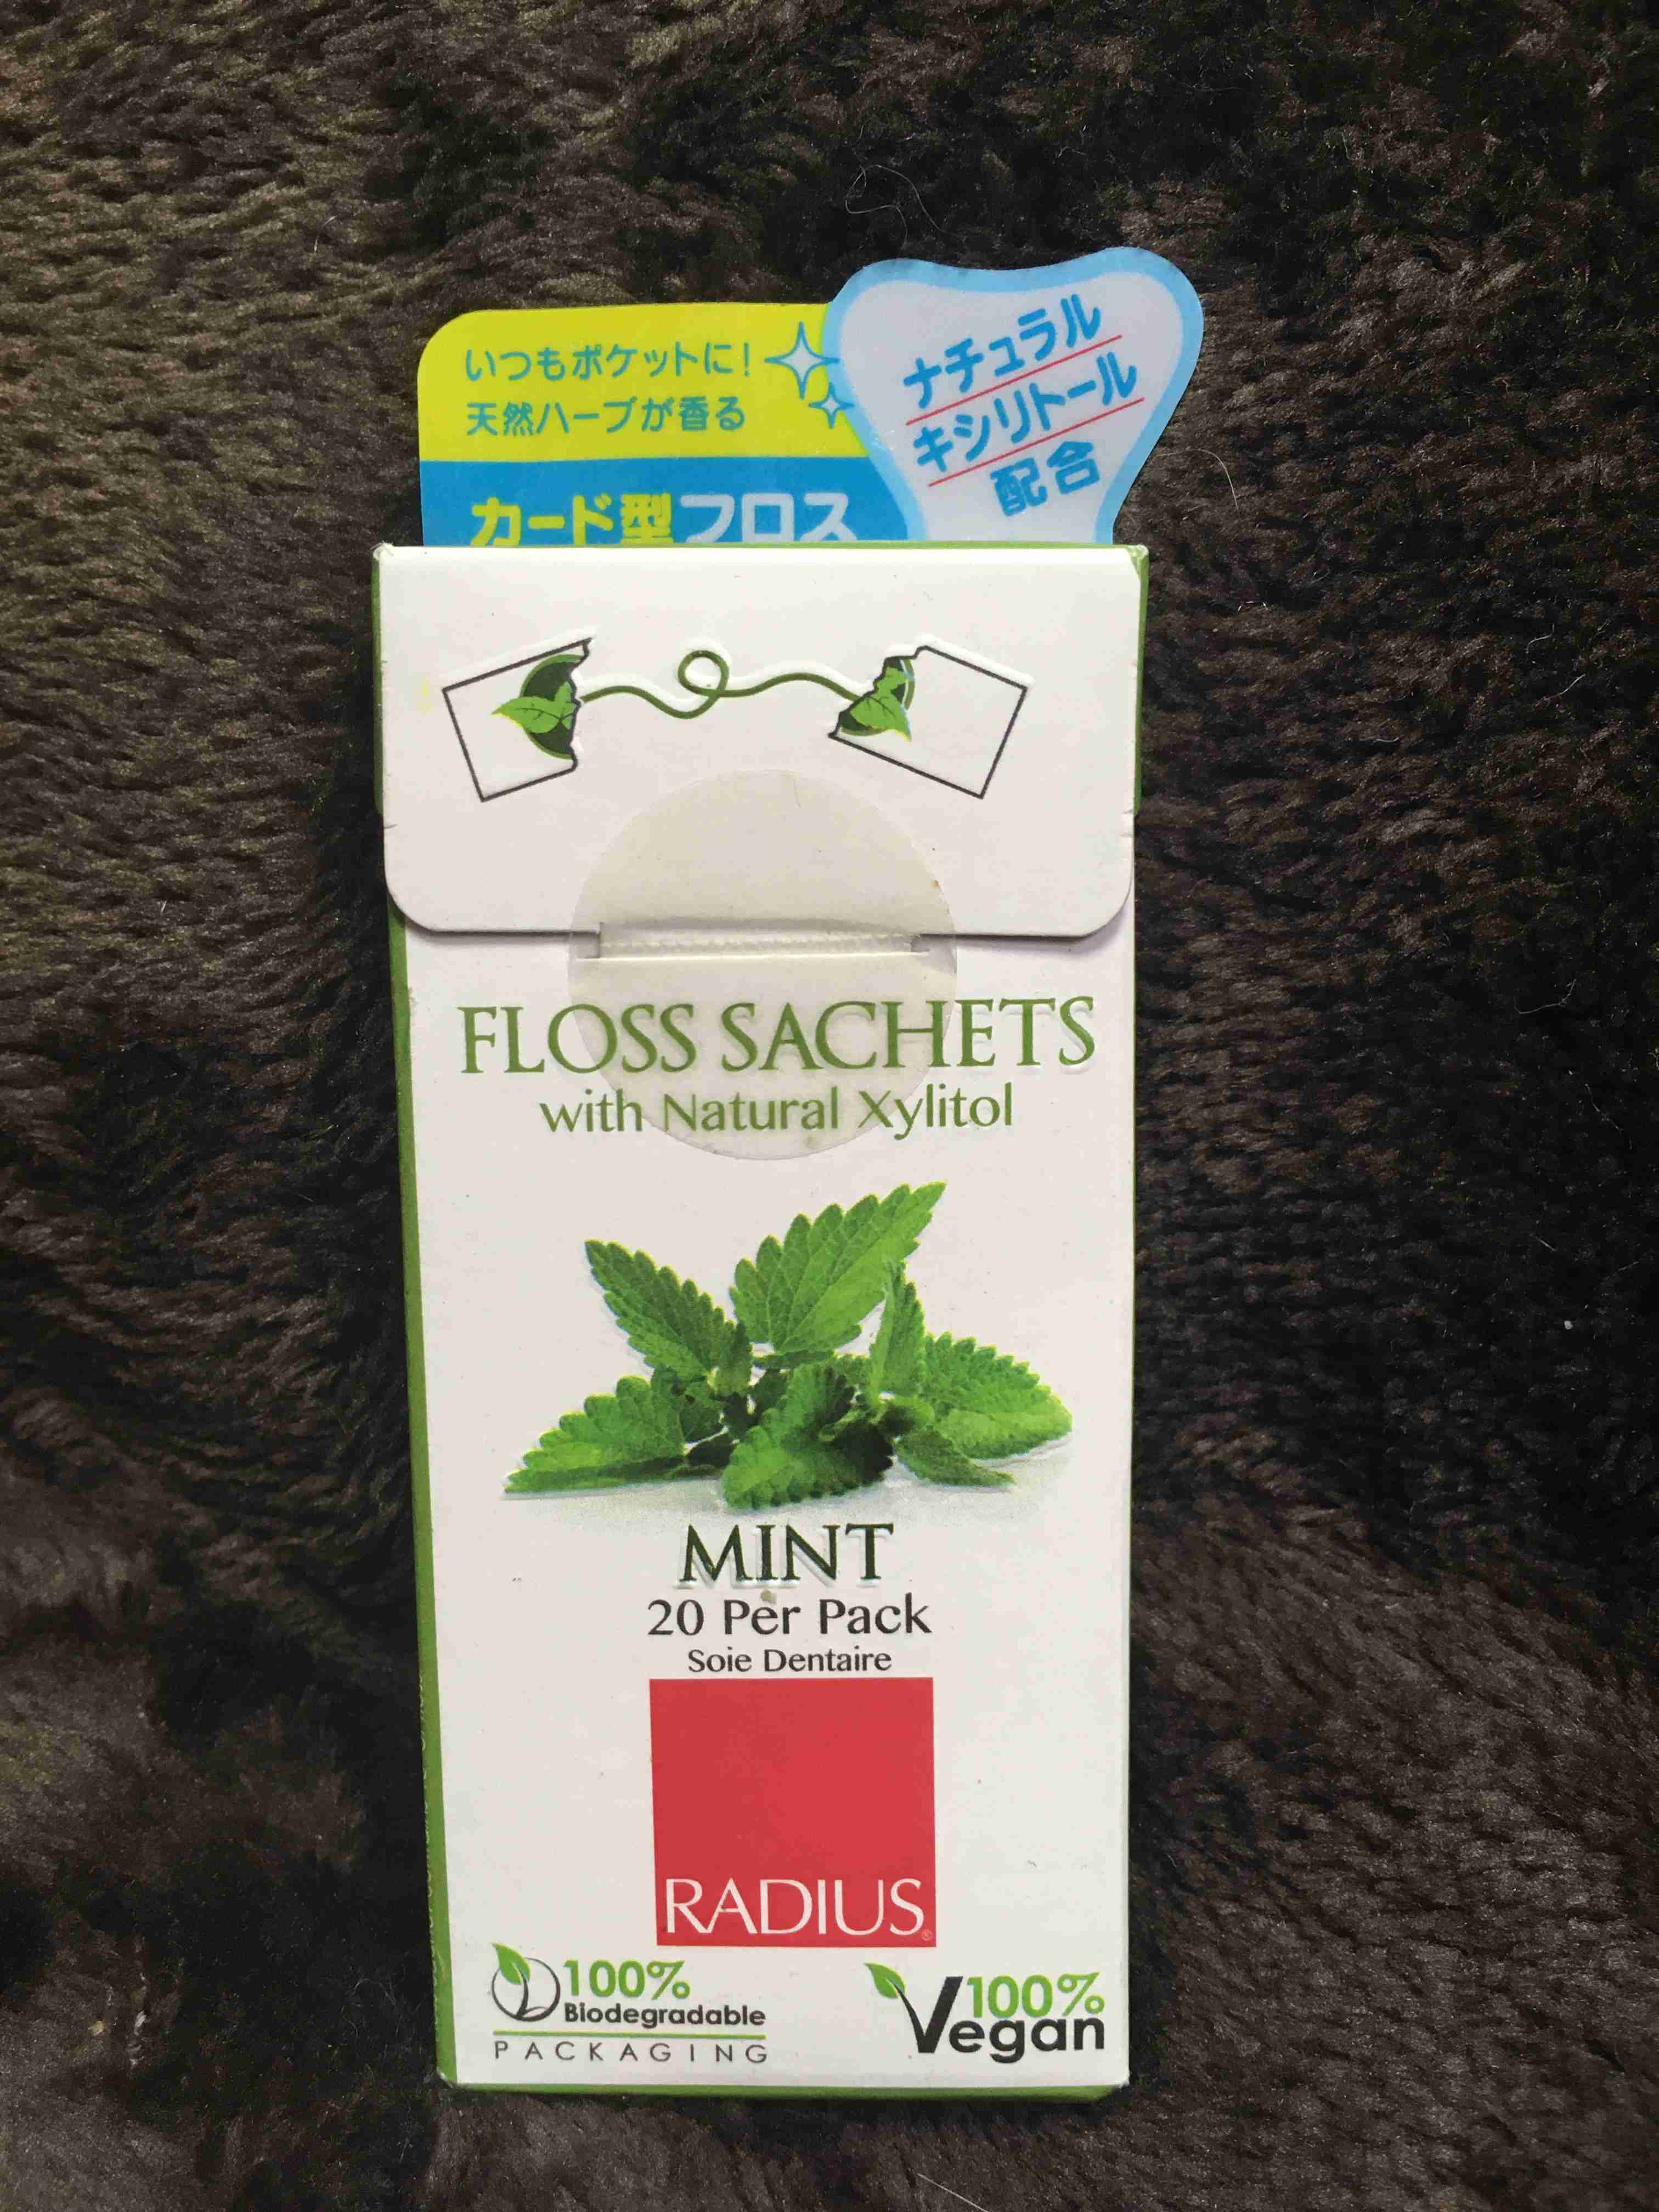 いつもポケットに!
天然ハーブが香る
ナチュラル
キシリトール
配合
カード型フロス
FLOSS SACHETS
with Natural Xylitol
MINT
20 Per Pack
Soie Dentaire
RADIUS®
100%
Biodegradable
PACKAGING
100%
Vegan